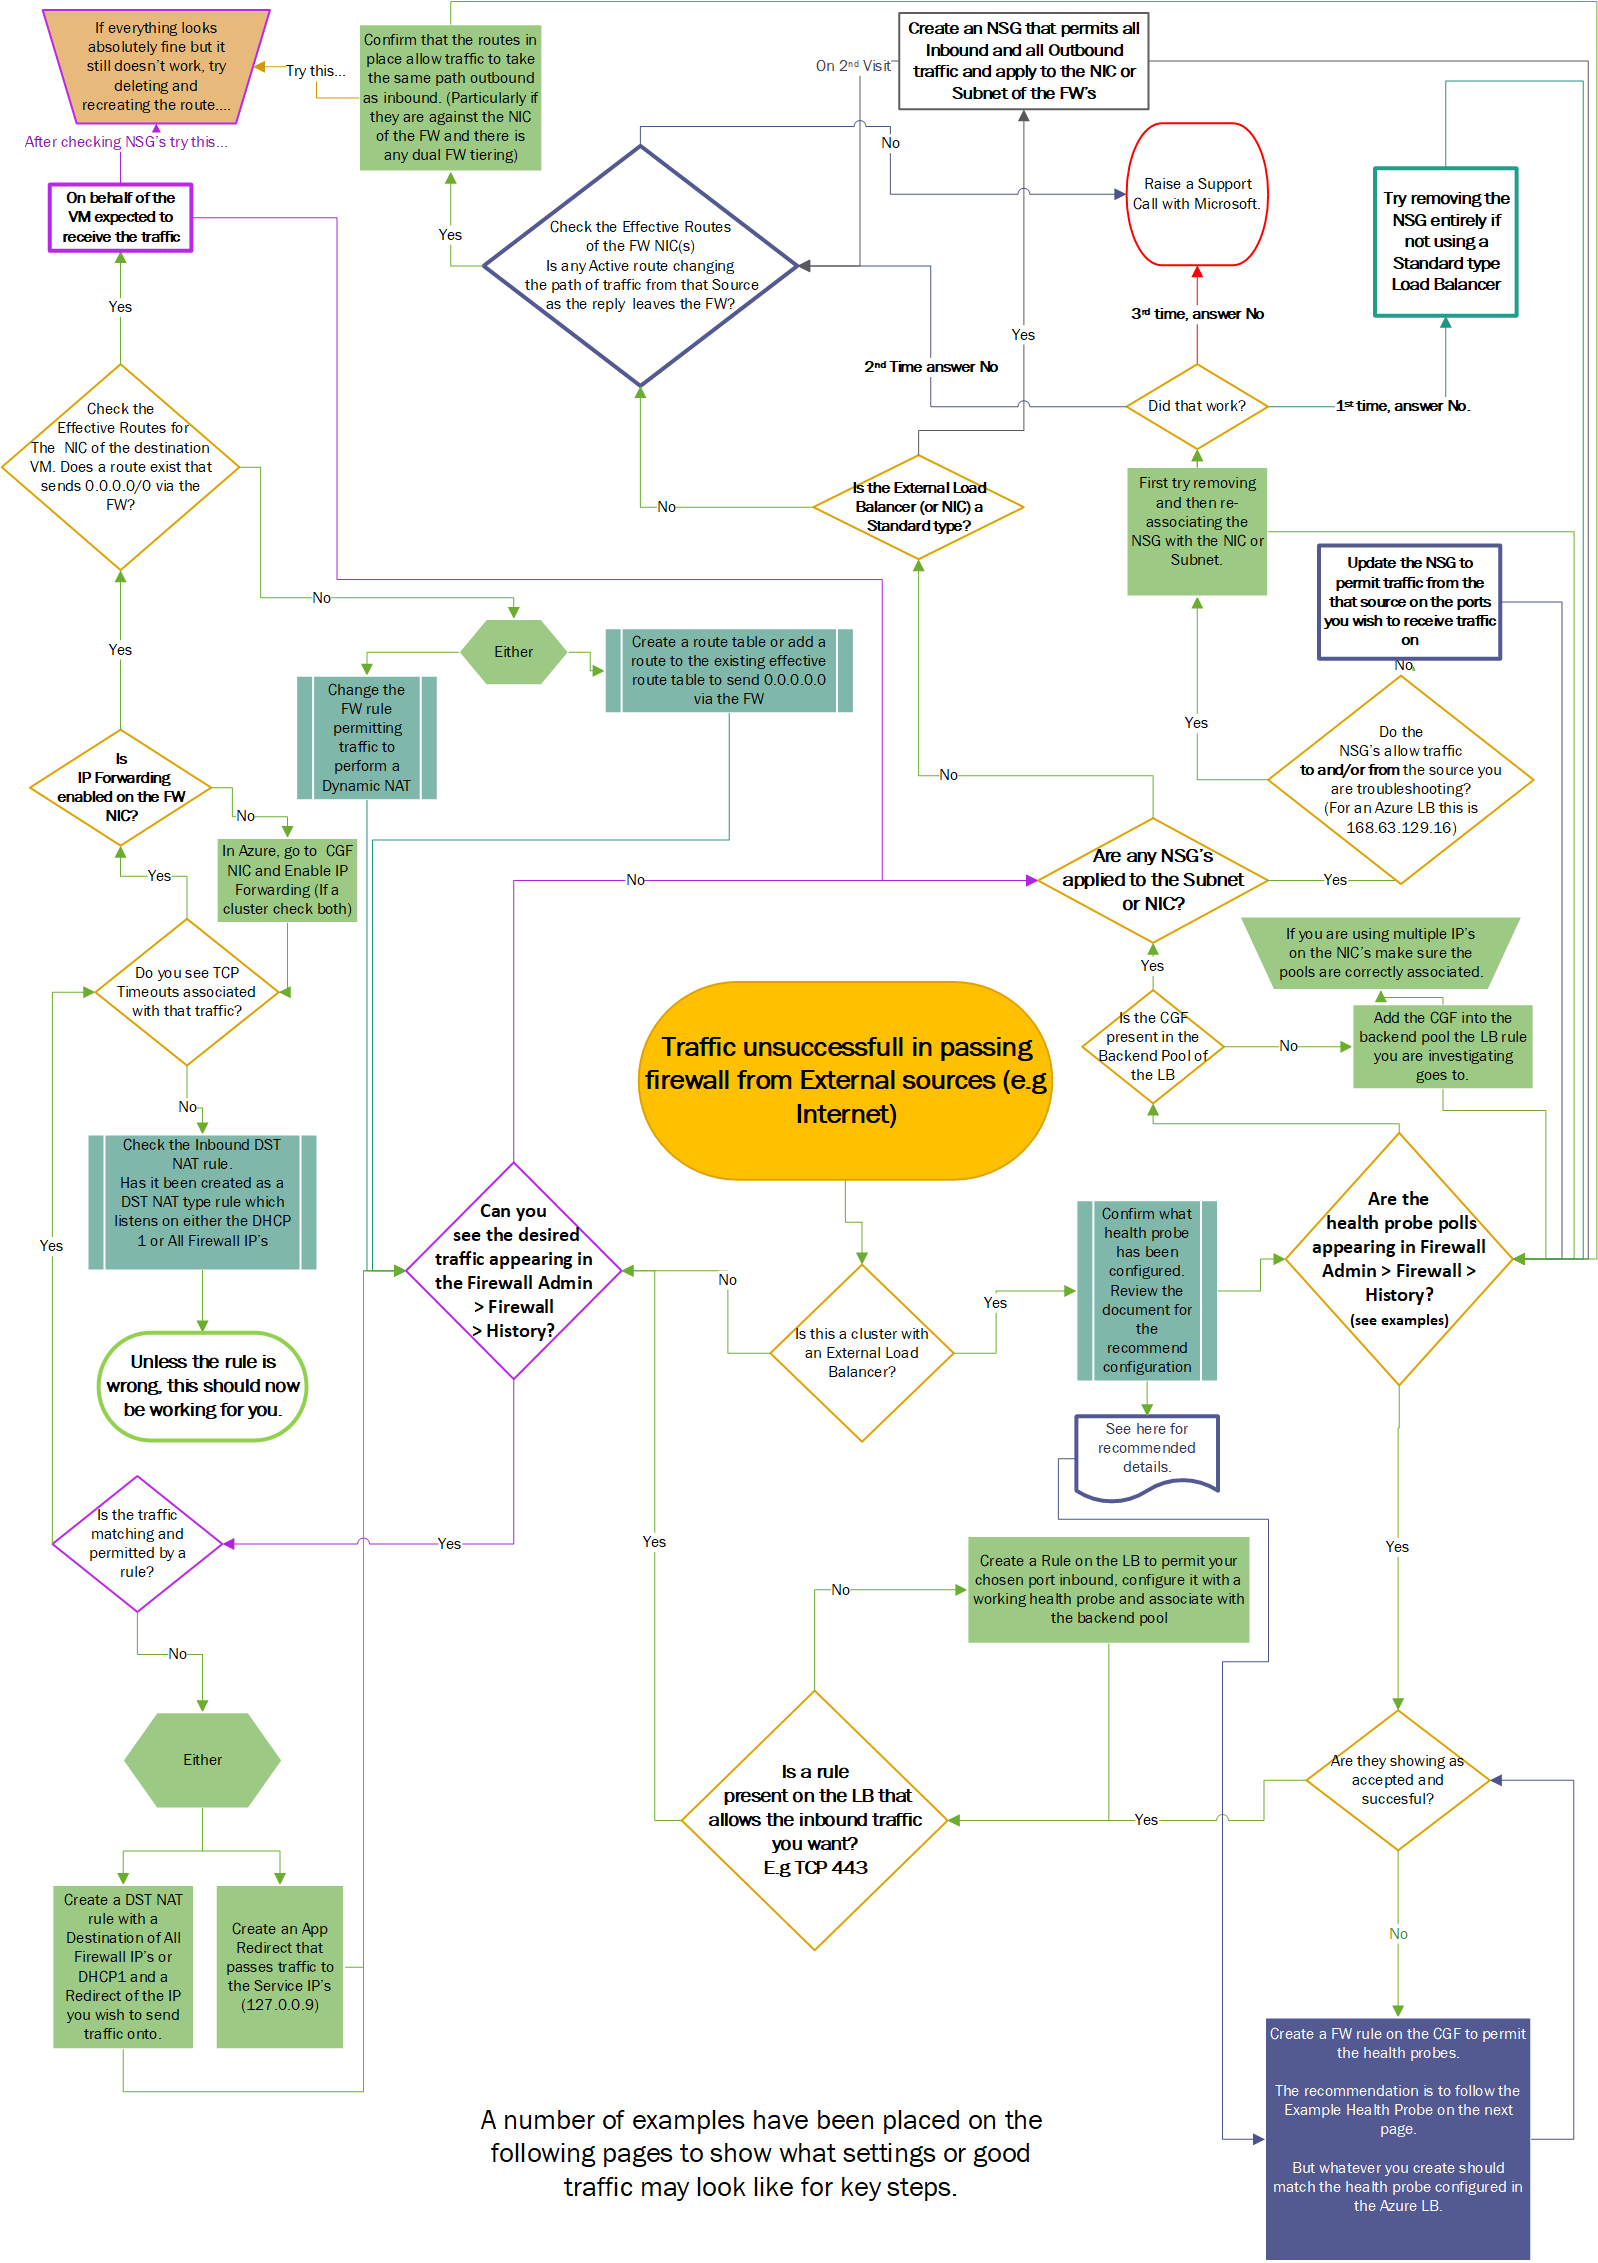 If everything looks
absolutely fine but it
still doesn't work, try
deleting and
recreating the route....
Try this...
After checking NSG's try this...
On behalf of the
VM expected to
receive the traffic
Confirm that the routes in
place allow traffic to take
the same path outbound
as inbound. (Particularly if
they are against the NIC
of the FW and there is
any dual FW tiering)
Yes
Check the Effective Routes
of the FW NIC(s)
Is any Active route changing
the path of traffic from that Source
as the reply leaves the FW?
No
On 2nd Visit
Create an NSG that permits all
Inbound and all Outbound
traffic and apply to the NIC or
Subnet of the FW's
Raise a Support
Call with Microsoft.
Try removing the
NSG entirely if
not using a
Standard type
Load Balancer
3rd time, answer No
Yes
2nd Time answer No
Did that work?
1st time, answer No.
Yes
Check the
Effective Routes for
The NIC of the destination
VM. Does a route exist that
sends 0.0.0.0/0 via the
FW?
No
Is the External Load
Balancer (or NIC) a
Standard type?
No
First try removing
and then re-
associating the
NSG with the NIC or
Subnet.
Update the NSG to
permit traffic from the
that source on the ports
you wish to receive traffic
on
No
Yes
Either
Create a route table or add a
route to the existing effective
route table to send 0.0.0.0.0
via the FW
Change the
FW rule
permitting
traffic to
perform a
Dynamic NAT
Yes
Do the
NSG's allow traffic
to and/or from the source you
are troubleshooting?
(For an Azure LB this is
168.63.129.16)
Is
IP Forwarding
enabled on the FW
NIC?
No
No
In Azure, go to CGF
NIC and Enable IP
Forwarding (If a
cluster check both)
Yes
No
Are any NSG's
applied to the Subnet
or NIC?
Yes
If you are using multiple IP's
on the NIC's make sure the
pools are correctly associated.
Yes
Do you see TCP
Timeouts associated
with that traffic?
Is the CGF
present in the
Backend Pool of
the LB
No
Add the CGF into the
backend pool the LB rule
you are investigating
goes to.
Traffic unsuccessfull in passing
firewall from External sources (e.g
Internet)
No
Check the Inbound DST
NAT rule.
Has it been created as a
DST NAT type rule which
listens on either the DHCP
1 or All Firewall IP's
Yes
Can you
see the desired
traffic appearing in
the Firewall Admin
> Firewall
> History?
No
Is this a cluster with
an External Load
Balancer?
Yes
Confirm what
health probe
has been
configured.
Review the
document for
the
recommend
configuration
Are the
health probe polls
appearing in Firewall
Admin > Firewall >
History?
(see examples)
Unless the rule is
wrong, this should now
be working for you.
See here for
recommended
details.
Is the traffic
matching and
permitted by a
rule?
Yes
Yes
Yes
Create a Rule on the LB to permit your
chosen port inbound, configure it with a
working health probe and associate with
the backend pool
No
No
Either
Is a rule
present on the LB that
allows the inbound traffic
you want?
E.g TCP 443
Yes
Are they showing as
accepted and
succesful?
No
Create a DST NAT
rule with a
Destination of All
Firewall IP's or
DHCP1 and a
Redirect of the IP
you wish to send
traffic onto.
Create an App
Redirect that
passes traffic to
the Service IP's
(127.0.0.9)
Create a FW rule on the CGF to permit
the health probes.
The recommendation is to follow the
Example Health Probe on the next
page.
But whatever you create should
match the health probe configured in
the Azure LB.
A number of examples have been placed on the
following pages to show what settings or good
traffic may look like for key steps.